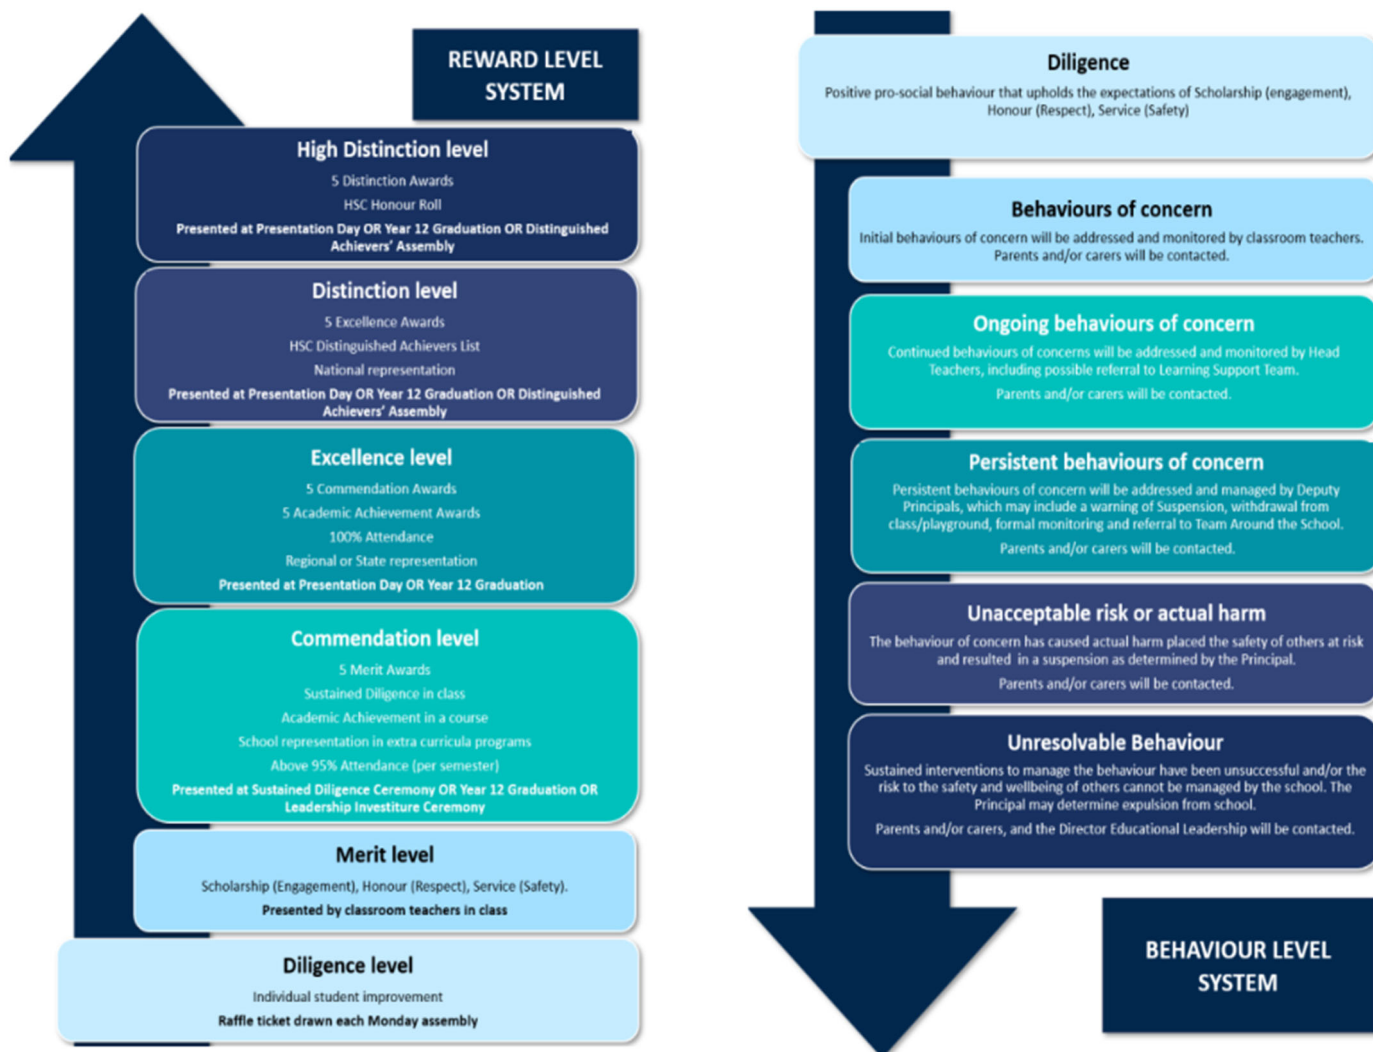 REWARD LEVEL
SYSTEM
High Distinction level
5 Distinction Awards
HSC Honour Roll
Presented at Presentation Day OR Year 12 Graduation OR Distinguished
Achievers' Assembly
Distinction level
5 Excellence Awards
HSC Distinguished Achievers List
National representation
Presented at Presentation Day OR Year 12 Graduation OR Distinguished
Achievers' Assembly
Excellence level
5 Commendation Awards
5 Academic Achievement Awards
100% Attendance
Regional or State representation
Presented at Presentation Day OR Year 12 Graduation
Commendation level
5 Merit Awards
Sustained Diligence in class
Academic Achievement in a course
School representation in extra curricula programs
Above 95% Attendance (per semester)
Presented at Sustained Diligence Ceremony OR Year 12 Graduation OR
Leadership Investiture Ceremony
Merit level
Scholarship (Engagement), Honour (Respect), Service (Safety).
Presented by classroom teachers in class
Diligence level
Individual student improvement
Raffle ticket drawn each Monday assembly
Diligence
Positive pro-social behaviour that upholds the expectations of Scholarship (engagement),
Honour (Respect), Service (Safety)
Behaviours of concern
Initial behaviours of concern will be addressed and monitored by classroom teachers.
Parents and/or carers will be contacted.
Ongoing behaviours of concern
Continued behaviours of concerns will be addressed and monitored by Head
Teachers, including possible referral to Learning Support Team.
Parents and/or carers will be contacted.
Persistent behaviours of concern
Persistent behaviours of concern will be addressed and managed by Deputy
Principals, which may include a warning of Suspension, withdrawal from
class/playground, formal monitoring and referral to Team Around the School.
Parents and/or carers will be contacted.
Unacceptable risk or actual harm
The behaviour of concern has caused actual harm placed the safety of others at risk
and resulted in a suspension as determined by the Principal.
Parents and/or carers will be contacted.
Unresolvable Behaviour
Sustained interventions to manage the behaviour have been unsuccessful and/or the
risk to the safety and wellbeing of others cannot be managed by the school. The
Principal may determine expulsion from school.
Parents and/or carers, and the Director Educational Leadership will be contacted.
BEHAVIOUR LEVEL
SYSTEM